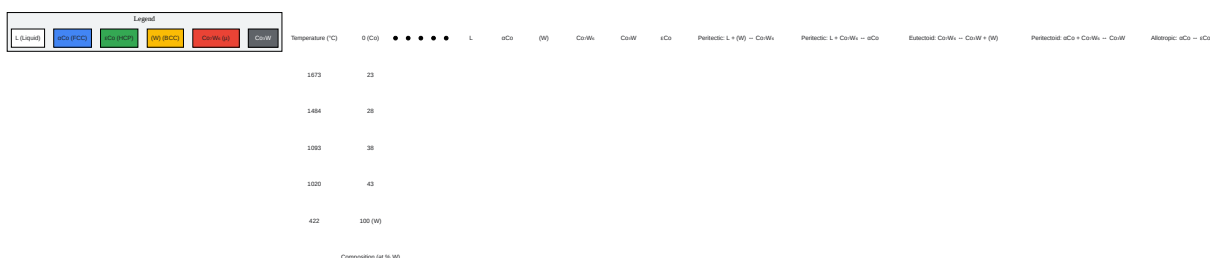 Legend
L (Liquid) αCo (FCC) εCo (HCP) (W) (BCC) Co₇W₆ (μ) Co₃W Temperature (°C) 0 (Co) ● ● ● ● ● L αCo (W) Co₇W₆ Co₃W εCo Peritectic: L + (W) ↔ Co₇W₆ Peritectic: L + Co₇W₆ ↔ αCo Eutectoid: Co₇W₆ ↔ Co₃W + (W) Peritectoid: αCo + Co₇W₆ ↔ Co₃W Allotropic: αCo ↔ εCo
1673 23
1484 28
1093 38
1020 43
422 100 (W)
Composition (at.% W)